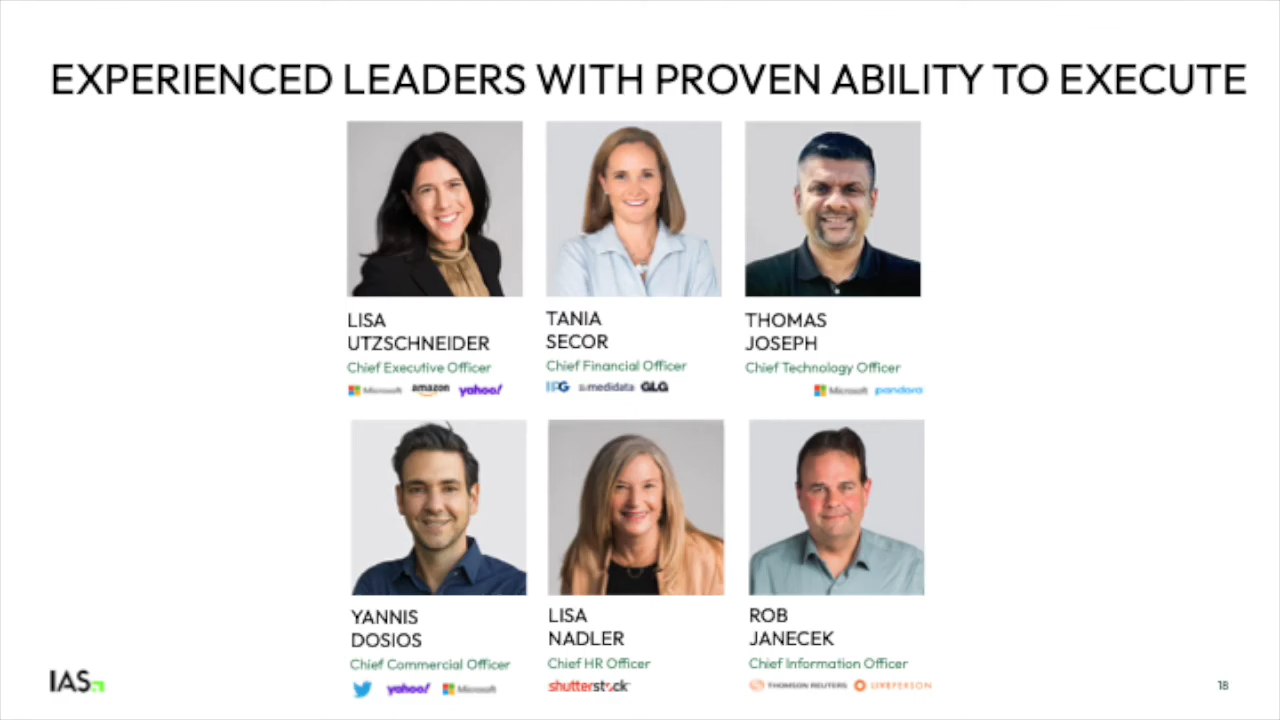 EXPERIENCED LEADERS WITH PROVEN ABILITY TO EXECUTE
LISA
UTZSCHNEIDER
Chief Executive Officer
Microsoft amazon yahoo!
TANIA
SECOR
Chief Financial Officer
IPG medidata GLG
THOMAS
JOSEPH
Chief Technology Officer
Microsoft pandora
YANNIS
DOSIOS
Chief Commercial Officer
yahoo! Microsoft
LISA
NADLER
Chief HR Officer
shutterstock
ROB
JANECEK
Chief Information Officer
THOMSON REUTERS LIVEPERSON
IAS
18